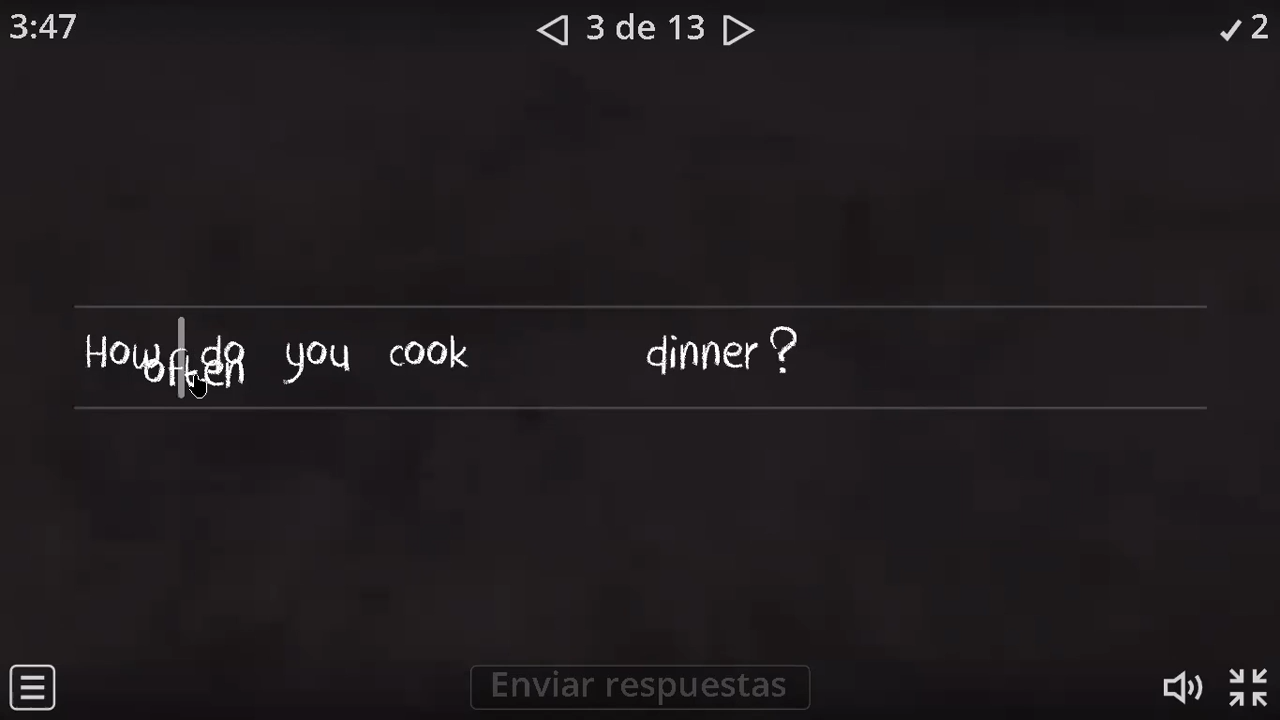 3:47
3 de 13
2
How often do you cook dinner ?
Enviar respuestas